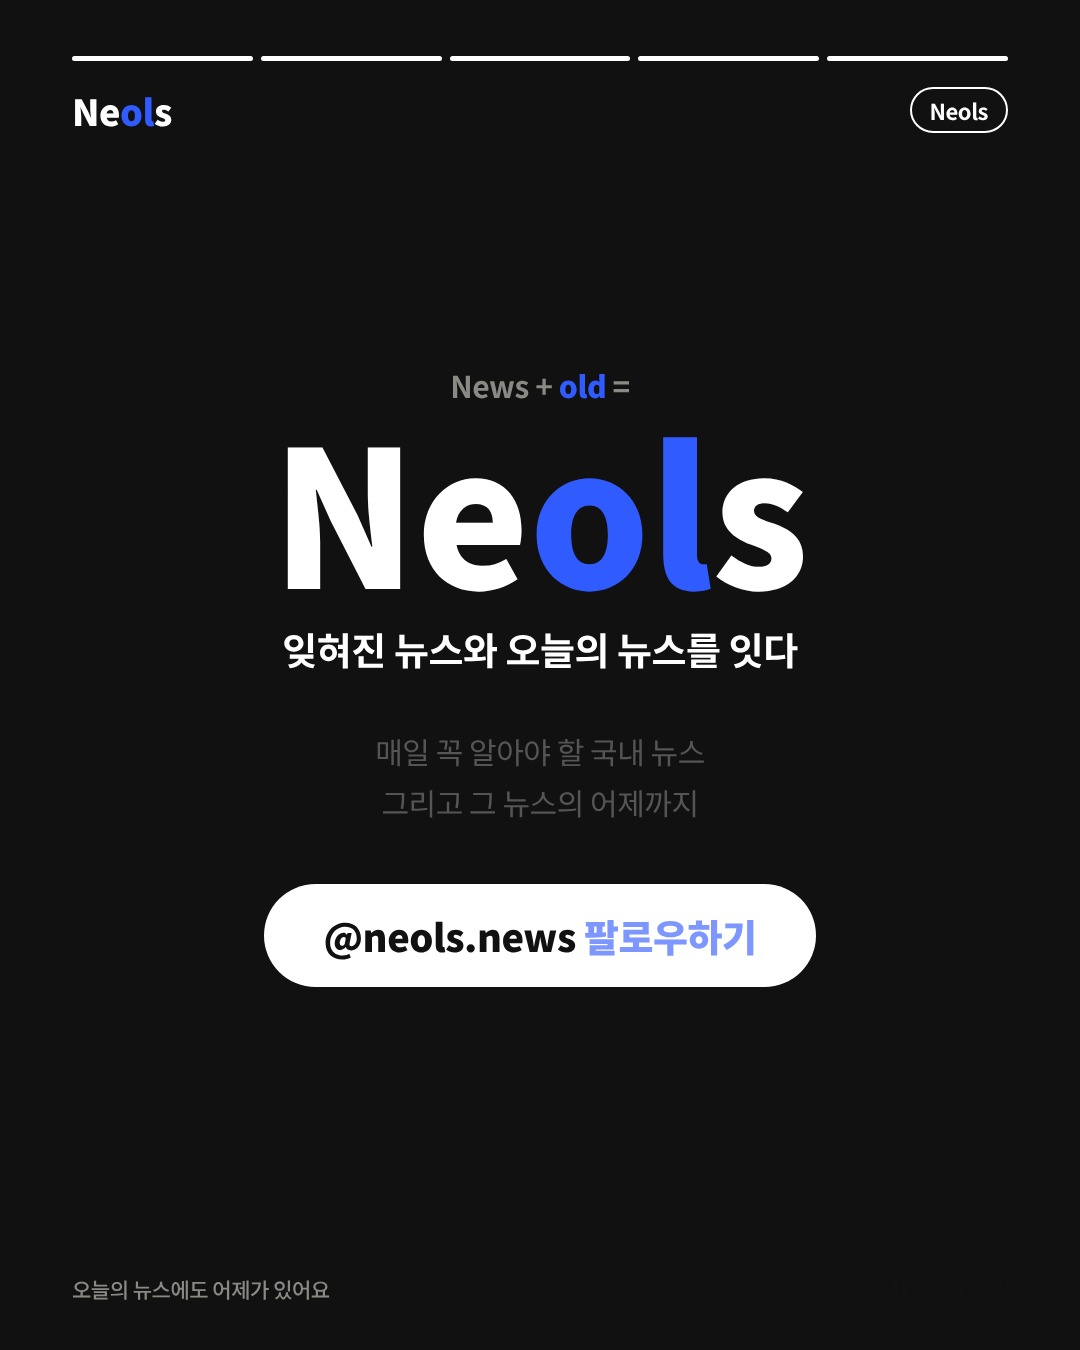 Neols
Neols
News + old =
Neols
잊혀진 뉴스와 오늘의 뉴스를 잇다
매일 꼭 알아야 할 국내 뉴스
그리고 그 뉴스의 어제까지
@neols.news 팔로우하기
오늘의 뉴스에도 어제가 있어요